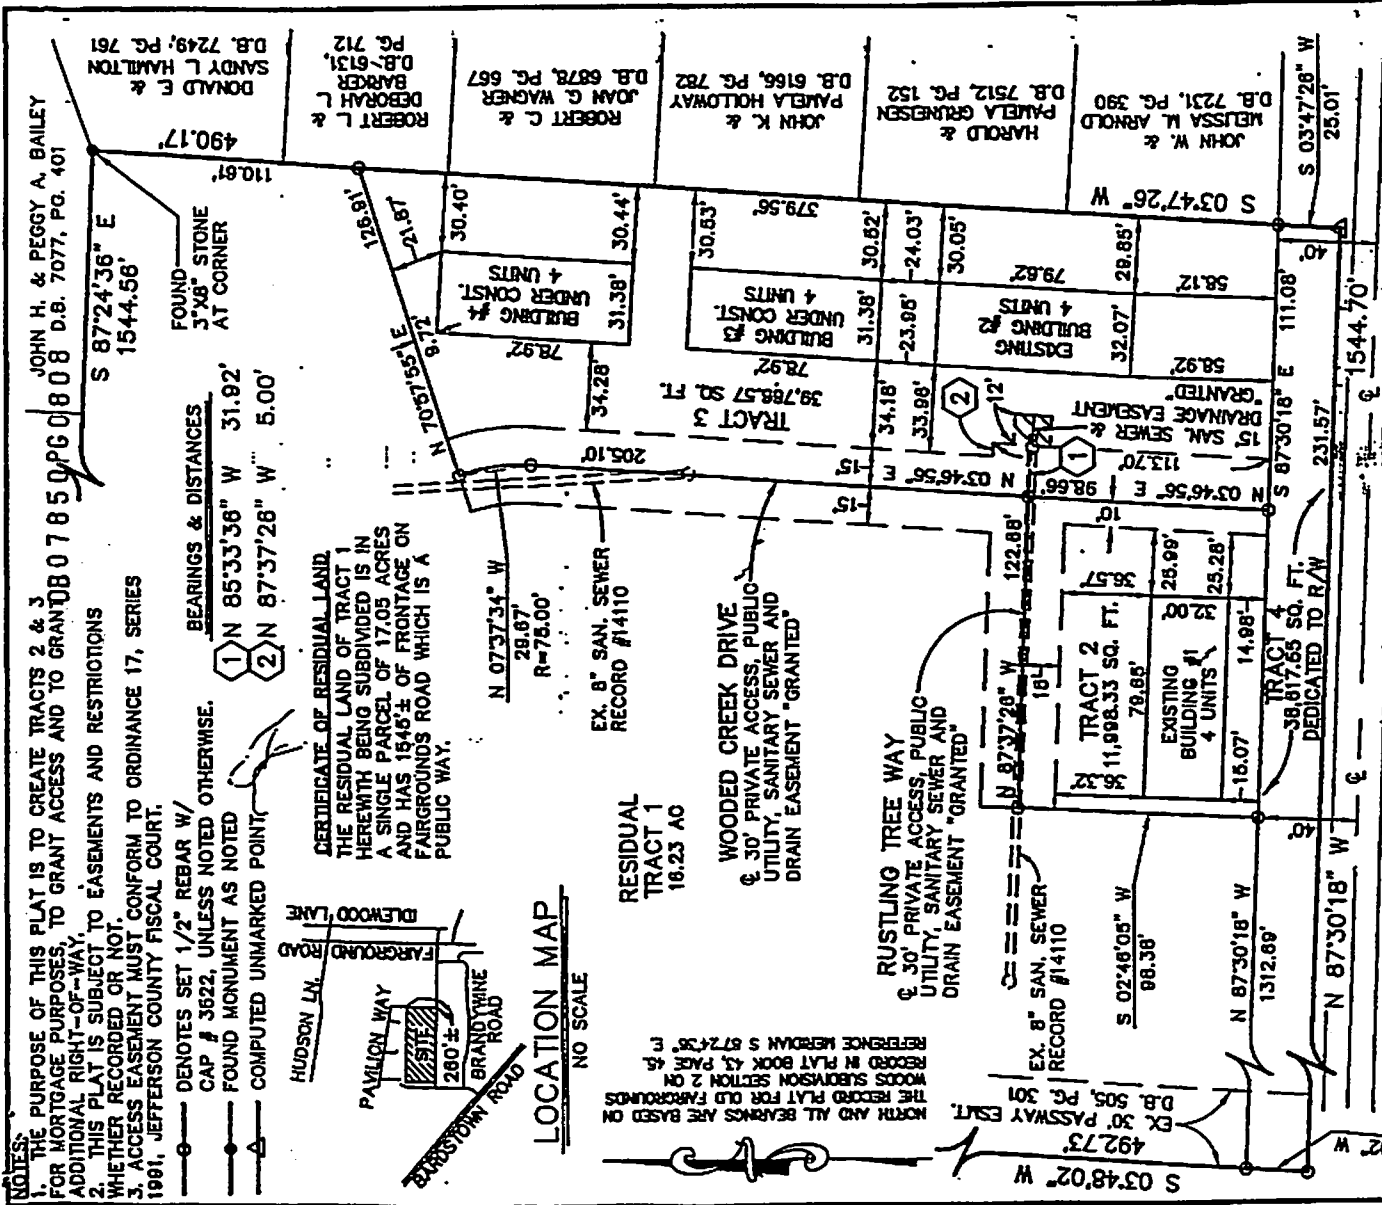 NOTES:
1. THE PURPOSE OF THIS PLAT IS TO CREATE TRACTS 2 & 3
FOR MORTGAGE PURPOSES, TO GRANT ACCESS AND TO GRANT
ADDITIONAL RIGHT-OF-WAY.
2. THIS PLAT IS SUBJECT TO EASEMENTS AND RESTRICTIONS
WHETHER RECORDED OR NOT.
3. ACCESS EASEMENT MUST CONFORM TO ORDINANCE 17, SERIES
1991, JEFFERSON COUNTY FISCAL COURT.
DENOTES SET 1/2" REBAR W/
CAP # 3522, UNLESS NOTED OTHERWISE.
FOUND MONUMENT AS NOTED
COMPUTED UNMARKED POINT
BEARINGS & DISTANCES
1 N 85°33'36" W 31.92'
2 N 87°37'28" W 5.00'
DB07850PG0808
JOHN H. & PEGGY A. BAILEY
D.B. 7077, PG. 401
S 87°24'36" E
1544.56'
FOUND
3"X8" STONE
AT CORNER
CERTIFICATE OF RESIDUAL LAND
THE RESIDUAL LAND OF TRACT 1
HEREWITH BEING SUBDIVIDED IS IN
A SINGLE PARCEL OF 17.05 ACRES
AND HAS 1545'± OF FRONTAGE ON
FAIRGROUNDS ROAD WHICH IS A
PUBLIC WAY.
HUDSON LN.
PAVILION WAY
IDLEWOOD LANE
FAIRGROUND ROAD
SITE
260'±
BRANDYWINE
ROAD
BARDSTOWN ROAD
LOCATION MAP
NO SCALE
NORTH AND ALL BEARINGS ARE BASED ON
THE RECORD PLAT FOR OLD FAIRGROUNDS
WOODS SUBDIVISION SECTION 2 ON
RECORD IN PLAT BOOK 43, PAGE 45.
REFERENCE MERIDIAN S 87°24'36" E.
DONALD E. &
SANDY L HAMILTON
D.B. 7249, PG. 761
ROBERT L &
DEBORAH L
BARKER
D.B. 6131,
PG. 712
ROBERT C. &
JOAN G. WAGNER
D.B. 6878, PG 667
JOHN K. &
PAMELA HOLLOWAY
D.B. 6166, PG. 782
HAROLD &
PAMELA GRUNEISEN
D.B. 7512, PG. 152
JOHN W. &
MELISSA M. ARNOLD
D.B. 7231, PG. 390
490.17'
110.61'
379.56'
S 03°47'26" W
S 03°47'26" W
25.01'
126.91'
N 70°57'55" E
21.87'
9.72'
30.40'
30.44'
BUILDING #4
UNDER CONST.
4 UNITS
31.38'
78.92'
34.28'
30.63'
30.62'
BUILDING #3
UNDER CONST.
4 UNITS
31.38'
78.92'
34.18'
24.03'
23.95'
33.98'
30.05'
79.62'
29.85'
EXISTING
BUILDING #2
4 UNITS
32.07'
58.12'
58.92'
TRACT 3
39,766.57 SQ. FT.
15' SAN. SEWER &
DRAINAGE EASEMENT
"GRANTED"
12'
2
1
113.70'
N 03°46'56" E
98.66'
N 03°46'56" E
205.10'
15'
15'
10'
N 07°37'34" W
29.67'
R=75.00'
EX. 8" SAN. SEWER
RECORD #14110
RESIDUAL
TRACT 1
16.23 AC
WOODED CREEK DRIVE
℄ 30' PRIVATE ACCESS, PUBLIC
UTILITY, SANITARY SEWER AND
DRAIN EASEMENT "GRANTED"
RUSTLING TREE WAY
℄ 30' PRIVATE ACCESS, PUBLIC
UTILITY, SANITARY SEWER AND
DRAIN EASEMENT "GRANTED"
122.88'
N 87°37'28" W
TRACT 2
11,998.33 SQ. FT.
79.85'
36.57'
36.32'
25.99'
25.28'
32.00'
EXISTING
BUILDING #1
4 UNITS
14.98'
15.07'
EX. 8" SAN. SEWER
RECORD #14110
S 02°46'05" W
98.38'
S 87°30'18" E 111.08'
231.57'
TRACT 4
38,617.65 SQ. FT.
DEDICATED TO R/W
40'
40'
N 87°30'18" W
1312.69'
N 87°30'18" W
1544.70'
℄
℄
EX. 30' PASSWAY ESMT.
D.B. 505, PG. 301
492.73'
S 03°48'02" W